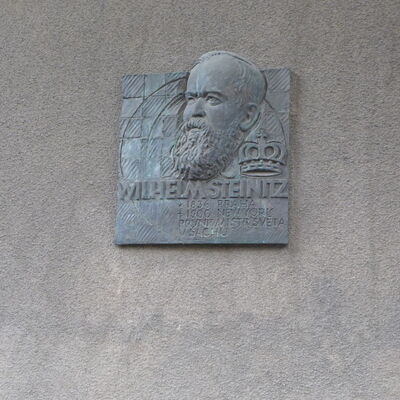 WILHELM STEINITZ
* 1836 PRAHA
+ 1900 NEW YORK
PRVNÍ MISTR SVĚTA
V ŠACHU